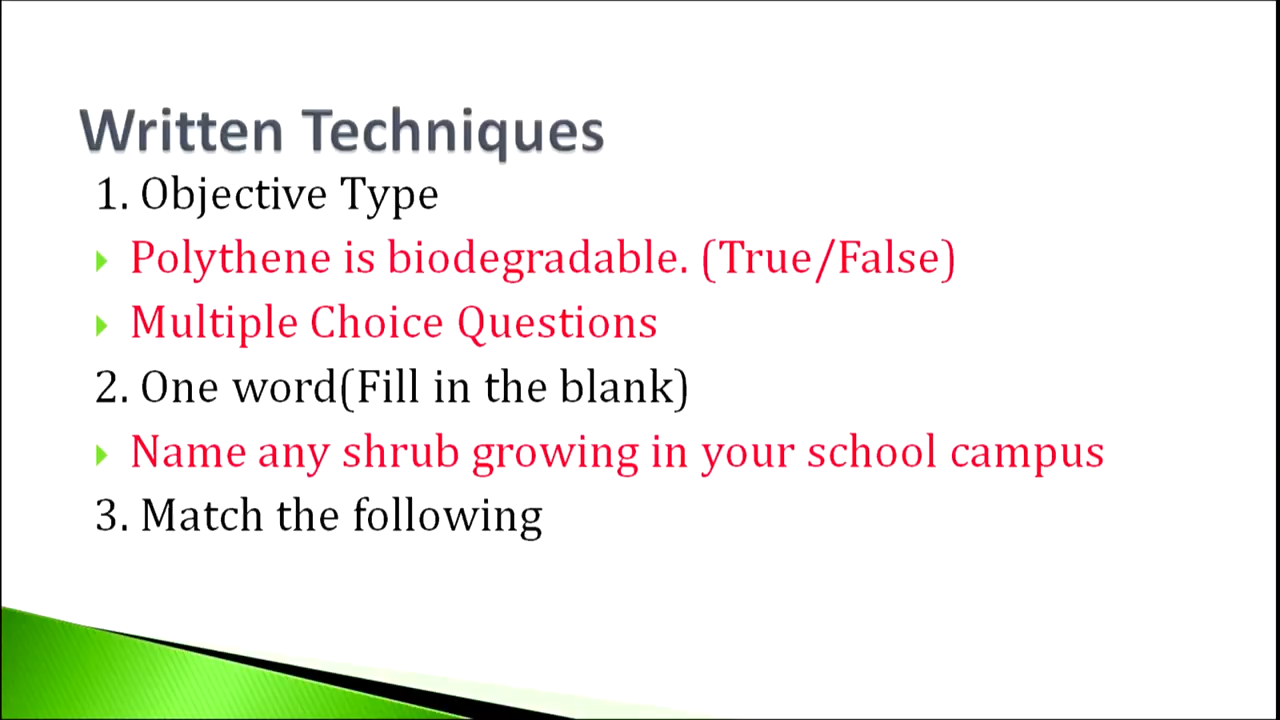 Written Techniques
1. Objective Type
Polythene is biodegradable. (True/False)
Multiple Choice Questions
2. One word(Fill in the blank)
Name any shrub growing in your school campus
3. Match the following